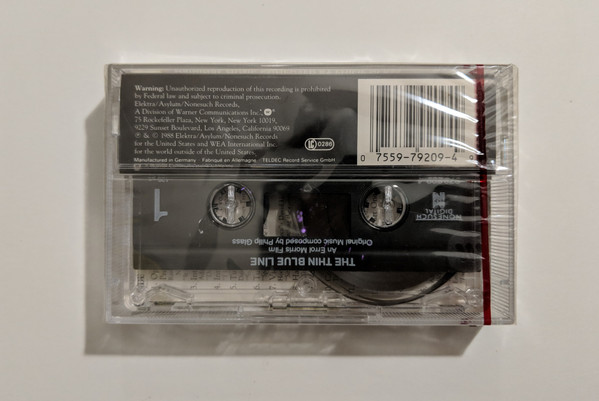 Warning: Unauthorized reproduction of this recording is prohibited
by Federal law and subject to criminal prosecution.
Elektra/Asylum/Nonesuch Records,
A Division of Warner Communications Inc.
75 Rockefeller Plaza, New York, New York 10019,
9229 Sunset Boulevard, Los Angeles, California 90069
℗ & © 1988 Elektra/Asylum/Nonesuch Records
for the United States and WEA International Inc.
for the world outside of the United States.
LC 0286
Manufactured in Germany Fabriqué en Allemagne TELDEC Record Service GmbH
0 7559-79209-4 9
1
NONESUCH
DIGITAL
THE THIN BLUE LINE
An Errol Morris Film
Original Music composed by Philip Glass